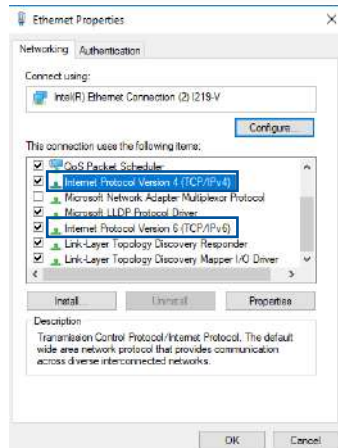 Ethernet Properties
Networking Authentication
Connect using:
Intel(R) Ethernet Connection (2) I219-V
Configure...
This connection uses the following items:
QoS Packet Scheduler
Internet Protocol Version 4 (TCP/IPv4)
Microsoft Network Adapter Multiplexor Protocol
Microsoft LLDP Protocol Driver
Internet Protocol Version 6 (TCP/IPv6)
Link-Layer Topology Discovery Responder
Link-Layer Topology Discovery Mapper I/O Driver
Install... Uninstall Properties
Description
Transmission Control Protocol/Internet Protocol. The default
wide area network protocol that provides communication
across diverse interconnected networks.
OK Cancel